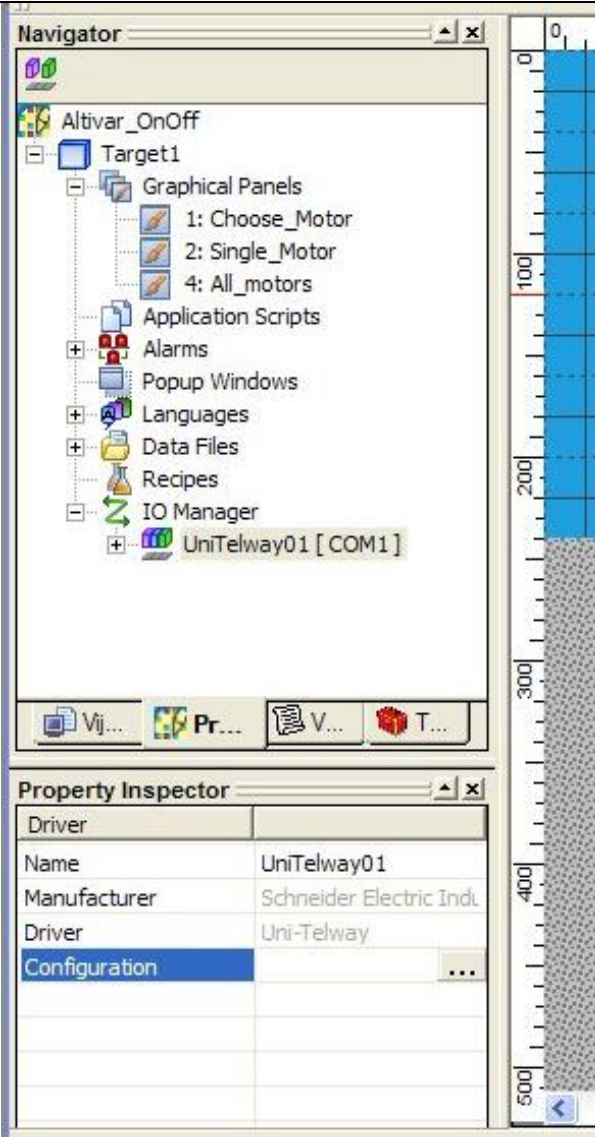 Navigator
Altivar_OnOff
Target1
Graphical Panels
1: Choose_Motor
2: Single_Motor
4: All_motors
Application Scripts
Alarms
Popup Windows
Languages
Data Files
Recipes
IO Manager
UniTelway01 [ COM1 ]
Vij... Pr... V... T...
Property Inspector
Driver
Name UniTelway01
Manufacturer Schneider Electric Indu
Driver Uni-Telway
Configuration ...
0
0
100
200
300
400
500